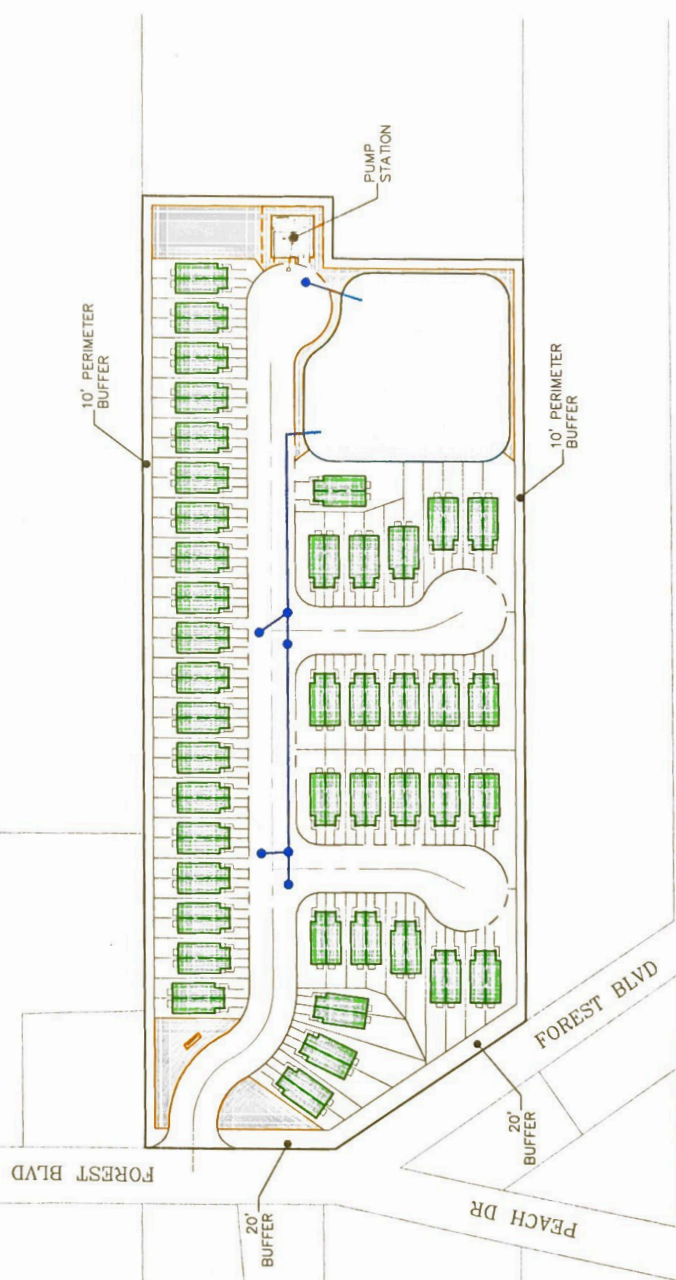 PUMP
STATION
10' PERIMETER
BUFFER
10' PERIMETER
BUFFER
FOREST BLVD
20'
BUFFER
FOREST BLVD
PEACH DR
20'
BUFFER